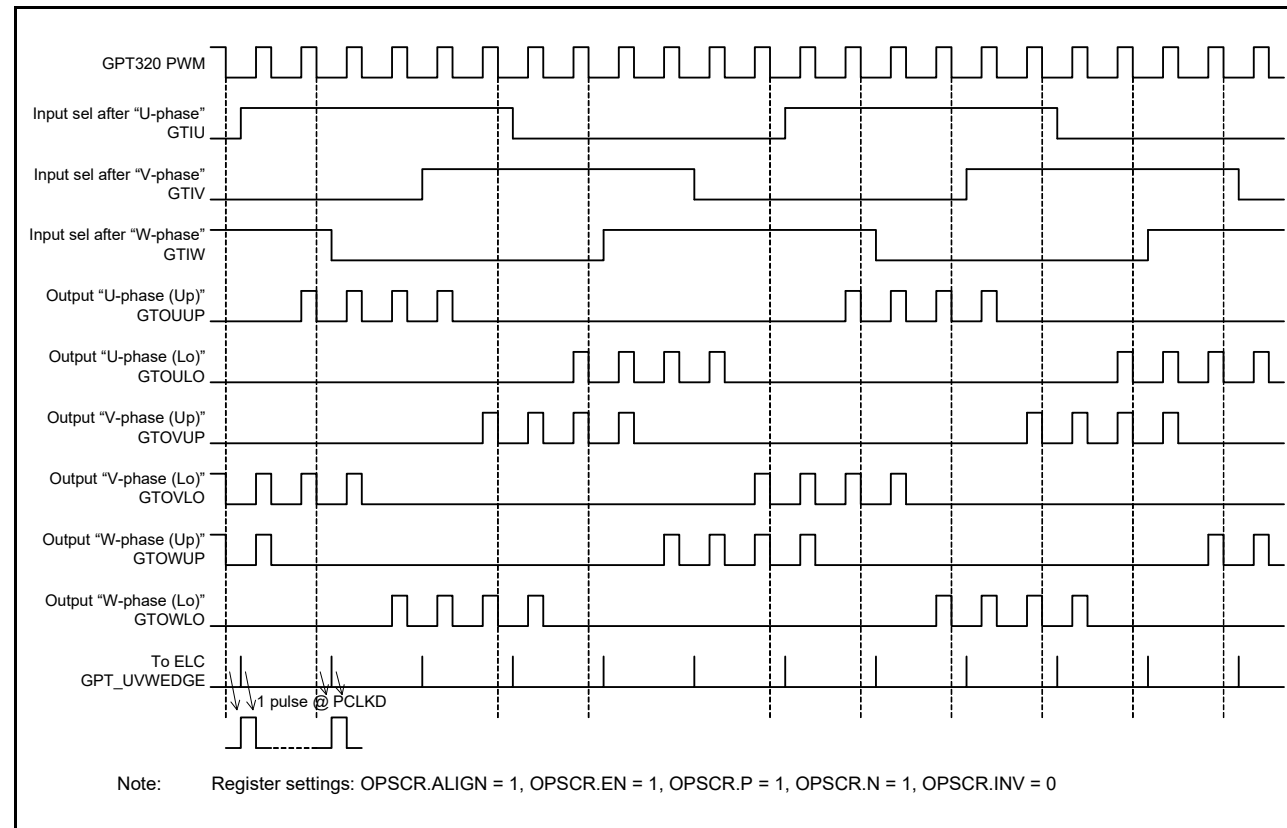 GPT320 PWM
Input sel after “U-phase”
GTIU
Input sel after “V-phase”
GTIV
Input sel after “W-phase”
GTIW
Output “U-phase (Up)”
GTOUUP
Output “U-phase (Lo)”
GTOULO
Output “V-phase (Up)”
GTOVUP
Output “V-phase (Lo)”
GTOVLO
Output “W-phase (Up)”
GTOWUP
Output “W-phase (Lo)”
GTOWLO
To ELC
GPT_UVWEDGE
1 pulse @ PCLKD
Note: Register settings: OPSCR.ALIGN = 1, OPSCR.EN = 1, OPSCR.P = 1, OPSCR.N = 1, OPSCR.INV = 0